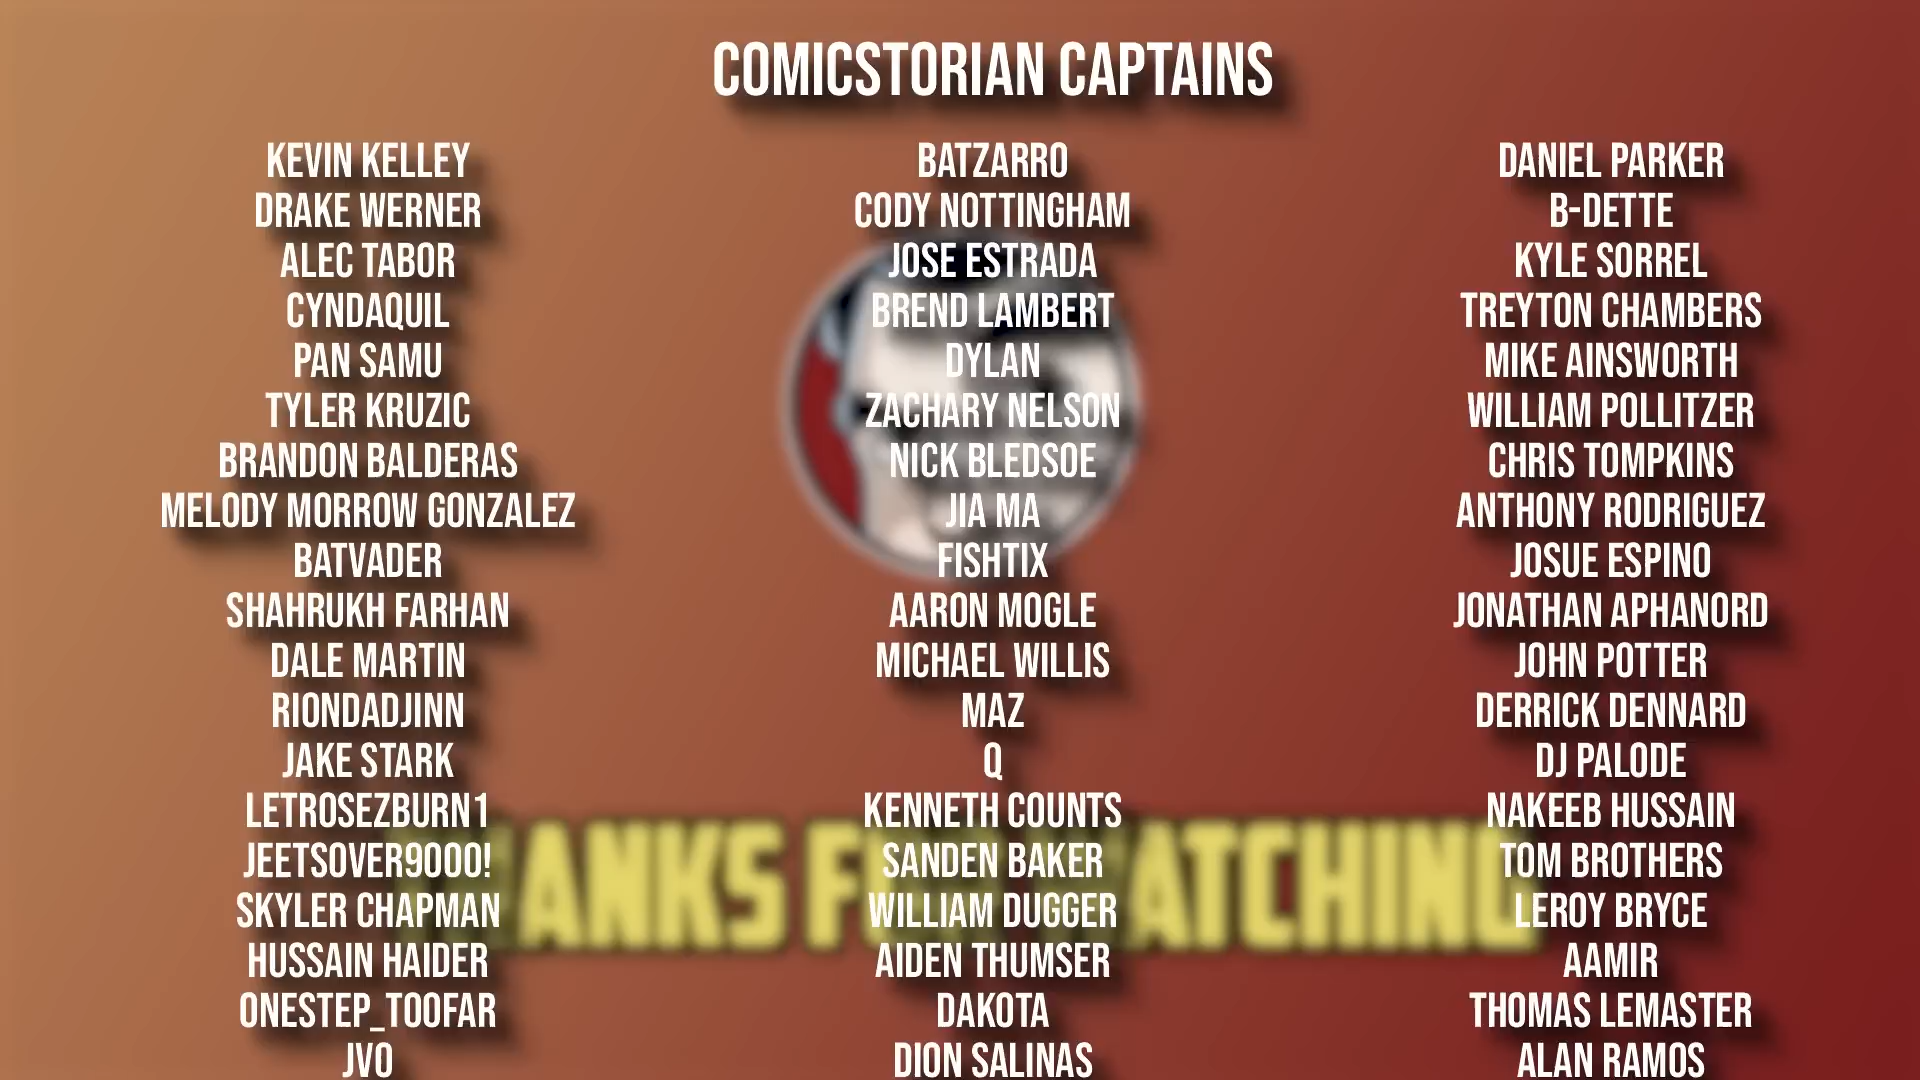 COMICSTORIAN CAPTAINS
KEVIN KELLEY
DRAKE WERNER
ALEC TABOR
CYNDAQUIL
PAN SAMU
TYLER KRUZIC
BRANDON BALDERAS
MELODY MORROW GONZALEZ
BATVADER
SHAHRUKH FARHAN
DALE MARTIN
RIONDADJINN
JAKE STARK
LETROSEZBURN1
JEETSOVER9000!
SKYLER CHAPMAN
HUSSAIN HAIDER
ONESTEP_TOOFAR
JVO
BATZARRO
CODY NOTTINGHAM
JOSE ESTRADA
BREND LAMBERT
DYLAN
ZACHARY NELSON
NICK BLEDSOE
JIA MA
FISHTIX
AARON MOGLE
MICHAEL WILLIS
MAZ
Q
KENNETH COUNTS
SANDEN BAKER
WILLIAM DUGGER
AIDEN THUMSER
DAKOTA
DION SALINAS
DANIEL PARKER
B-DETTE
KYLE SORREL
TREYTON CHAMBERS
MIKE AINSWORTH
WILLIAM POLLITZER
CHRIS TOMPKINS
ANTHONY RODRIGUEZ
JOSUE ESPINO
JONATHAN APHANORD
JOHN POTTER
DERRICK DENNARD
DJ PALODE
NAKEEB HUSSAIN
TOM BROTHERS
LEROY BRYCE
AAMIR
THOMAS LEMASTER
ALAN RAMOS
THANKS FOR WATCHING